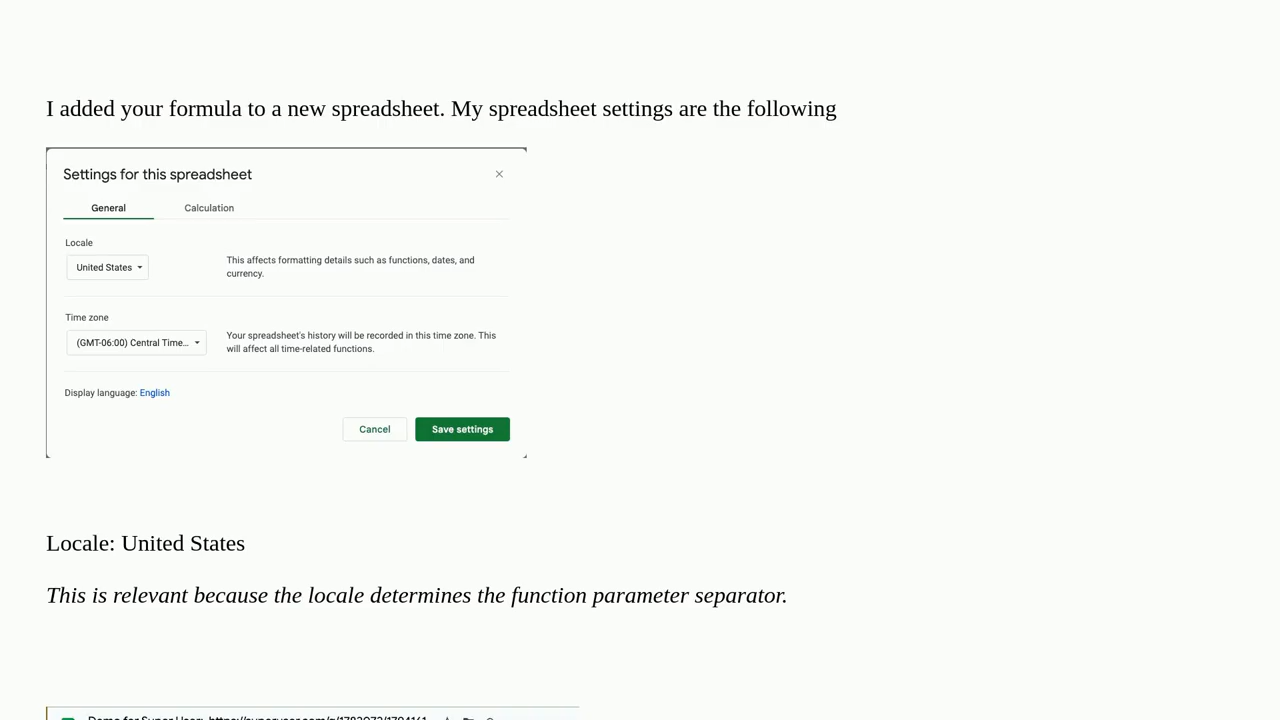 I added your formula to a new spreadsheet. My spreadsheet settings are the following
Settings for this spreadsheet
General
Calculation
Locale
United States
This affects formatting details such as functions, dates, and
currency.
Time zone
(GMT-06:00) Central Time...
Your spreadsheet's history will be recorded in this time zone. This
will affect all time-related functions.
Display language: English
Cancel
Save settings
Locale: United States
This is relevant because the locale determines the function parameter separator.